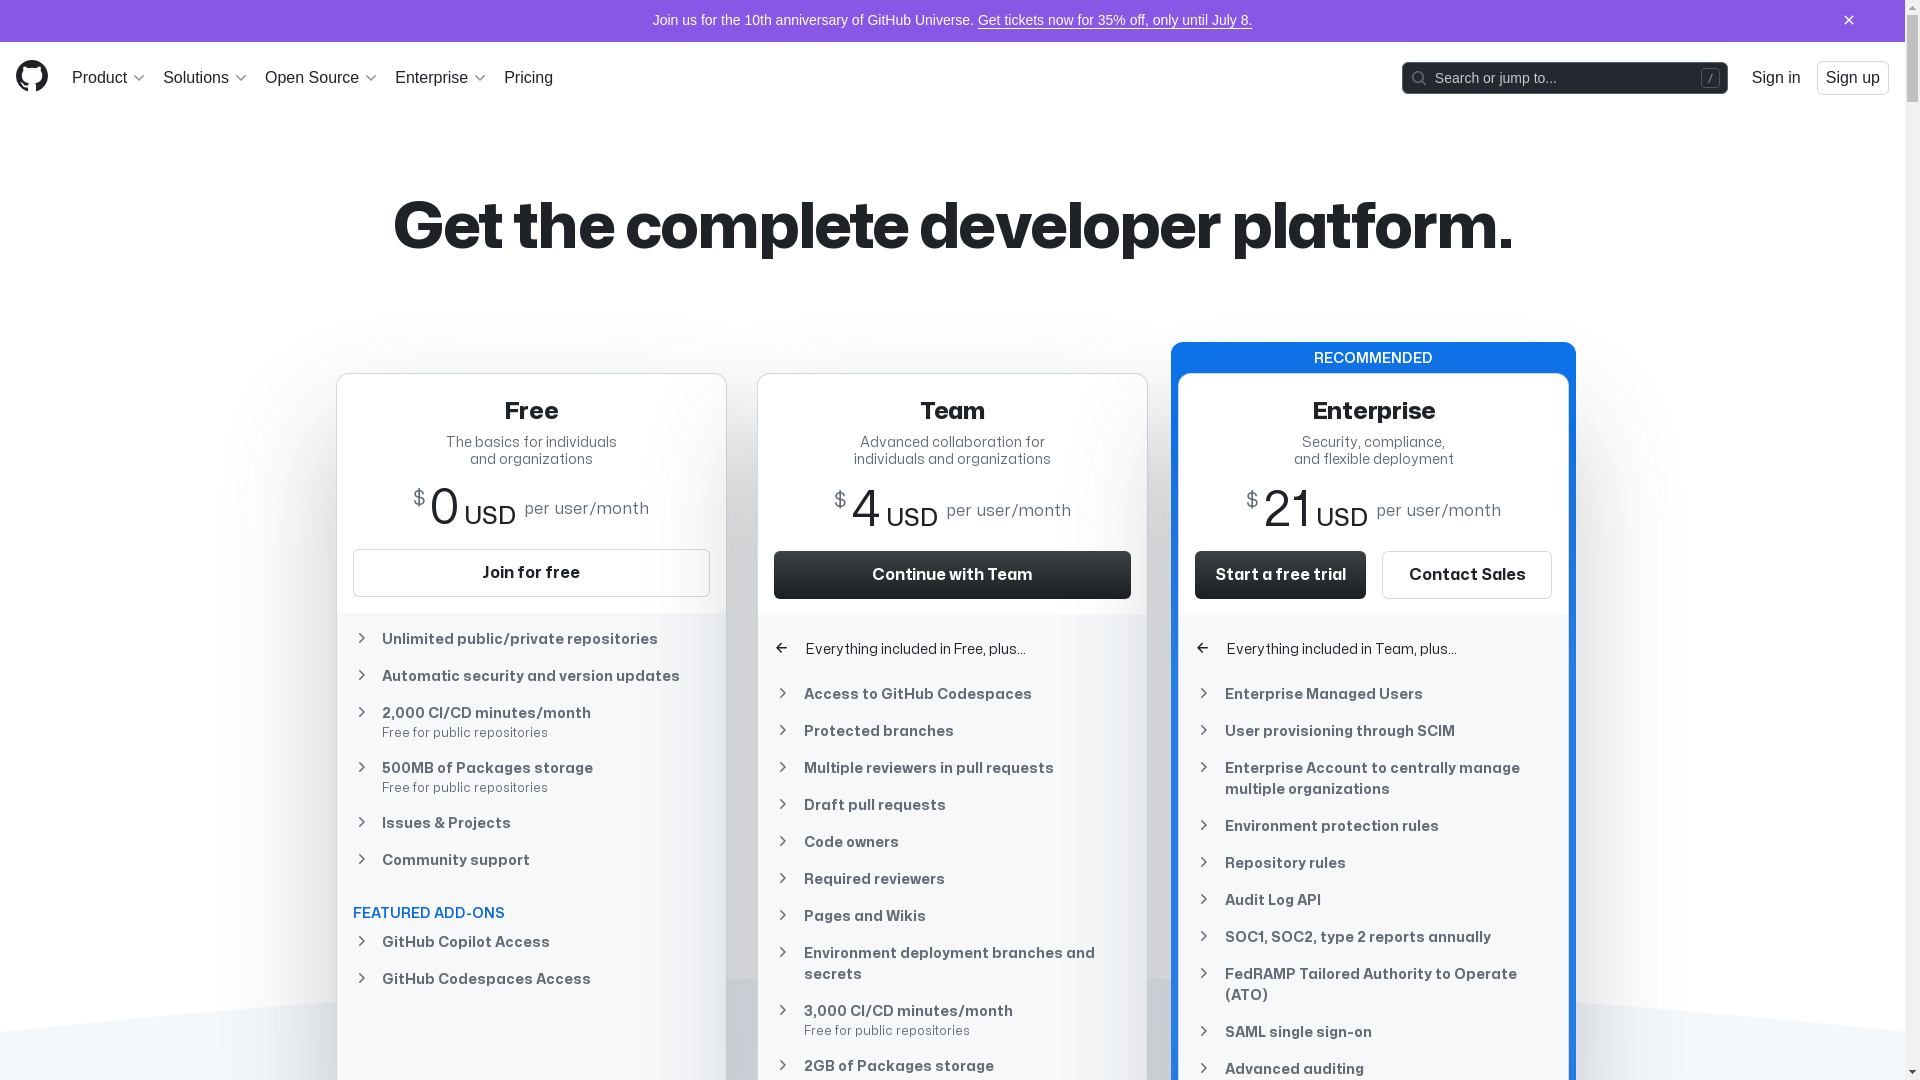 Join us for the 10th anniversary of GitHub Universe. Get tickets now for 35% off, only until July 8.
Product Solutions Open Source Enterprise Pricing Search or jump to... / Sign in Sign up
Get the complete developer platform.
RECOMMENDED
Free
The basics for individuals
and organizations
$0 USD per user/month
Join for free
Unlimited public/private repositories
Automatic security and version updates
2,000 CI/CD minutes/month
Free for public repositories
500MB of Packages storage
Free for public repositories
Issues & Projects
Community support
FEATURED ADD-ONS
GitHub Copilot Access
GitHub Codespaces Access
Team
Advanced collaboration for
individuals and organizations
$4 USD per user/month
Continue with Team
Everything included in Free, plus...
Access to GitHub Codespaces
Protected branches
Multiple reviewers in pull requests
Draft pull requests
Code owners
Required reviewers
Pages and Wikis
Environment deployment branches and
secrets
3,000 CI/CD minutes/month
Free for public repositories
2GB of Packages storage
Enterprise
Security, compliance,
and flexible deployment
$21 USD per user/month
Start a free trial Contact Sales
Everything included in Team, plus...
Enterprise Managed Users
User provisioning through SCIM
Enterprise Account to centrally manage
multiple organizations
Environment protection rules
Repository rules
Audit Log API
SOC1, SOC2, type 2 reports annually
FedRAMP Tailored Authority to Operate
(ATO)
SAML single sign-on
Advanced auditing